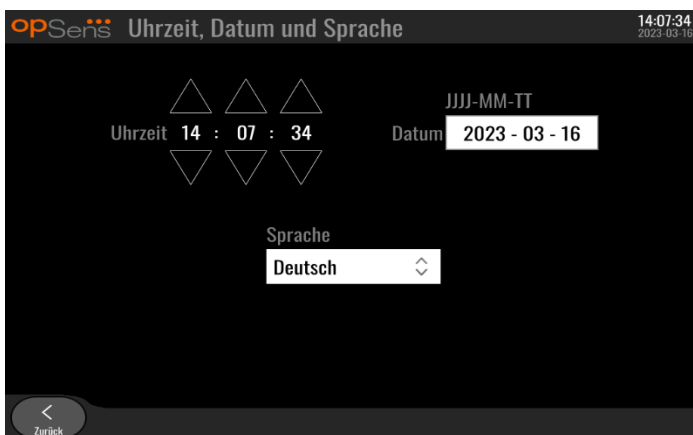 opSens Uhrzeit, Datum und Sprache 14:07:34
2023-03-16
JJJJ-MM-TT
Uhrzeit 14 : 07 : 34 Datum 2023 - 03 - 16
Sprache
Deutsch
Zurück